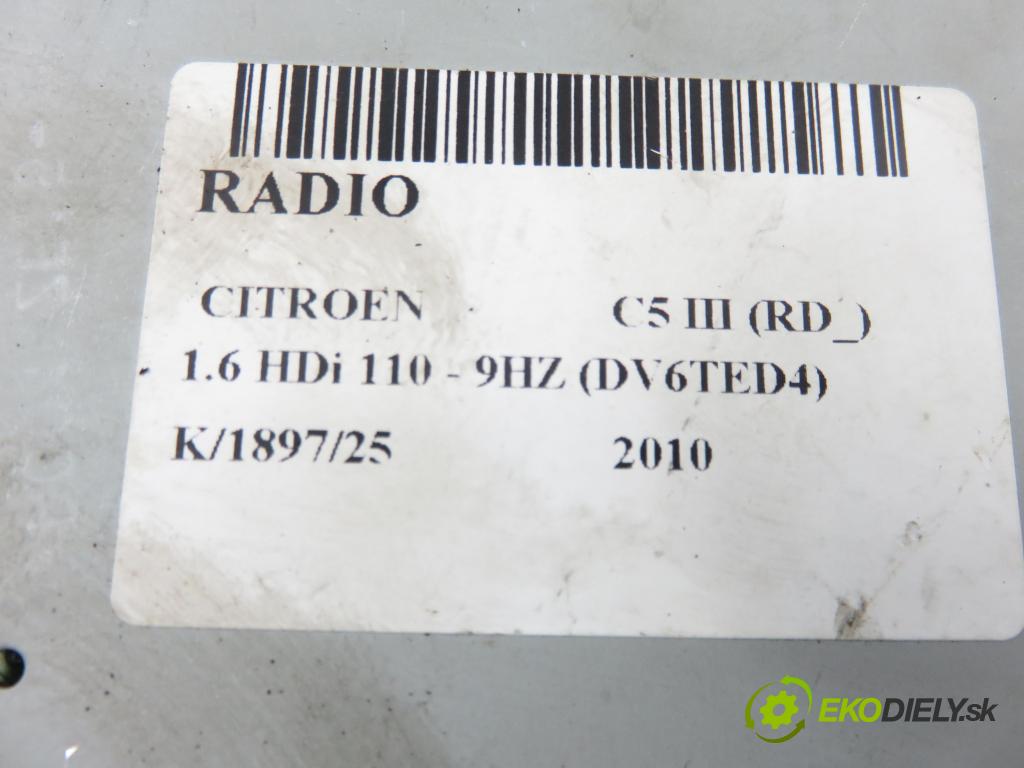 RADIO
CITROEN C5 III (RD_)
1.6 HDi 110 - 9HZ (DV6TED4)
K/1897/25 2010
EKODIELY.sk